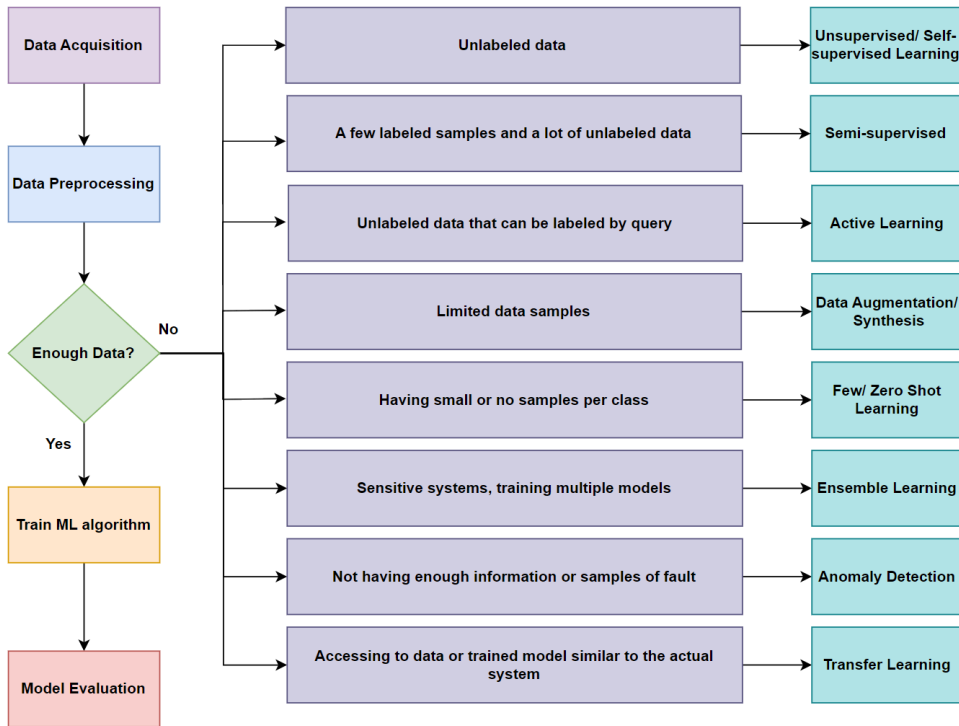 Data Acquisition
Data Preprocessing
Enough Data?
No
Yes
Train ML algorithm
Model Evaluation
Unlabeled data
Unsupervised/ Self-
supervised Learning
A few labeled samples and a lot of unlabeled data
Semi-supervised
Unlabeled data that can be labeled by query
Active Learning
Limited data samples
Data Augmentation/
Synthesis
Having small or no samples per class
Few/ Zero Shot
Learning
Sensitive systems, training multiple models
Ensemble Learning
Not having enough information or samples of fault
Anomaly Detection
Accessing to data or trained model similar to the actual
system
Transfer Learning